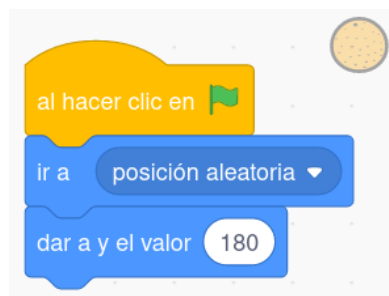 al hacer clic en
ir a posición aleatoria
dar a y el valor 180